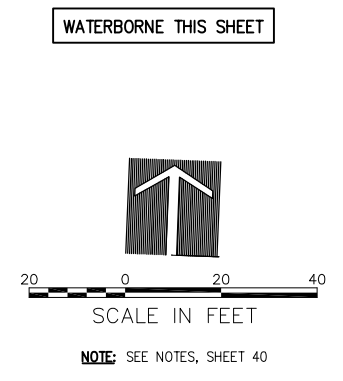 WATERBORNE THIS SHEET
20 0 20 40
SCALE IN FEET
NOTE: SEE NOTES, SHEET 40